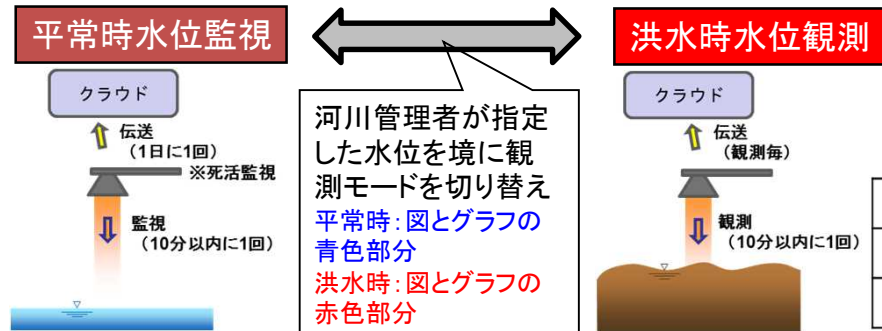 平常時水位監視
洪水時水位観測
クラウド
伝送
(1日に1回)
※死活監視
監視
(10分以内に1回)
河川管理者が指定
した水位を境に観
測モードを切り替え
平常時:図とグラフの
青色部分
洪水時:図とグラフの
赤色部分
クラウド
伝送
(観測毎)
観測
(10分以内に1回)